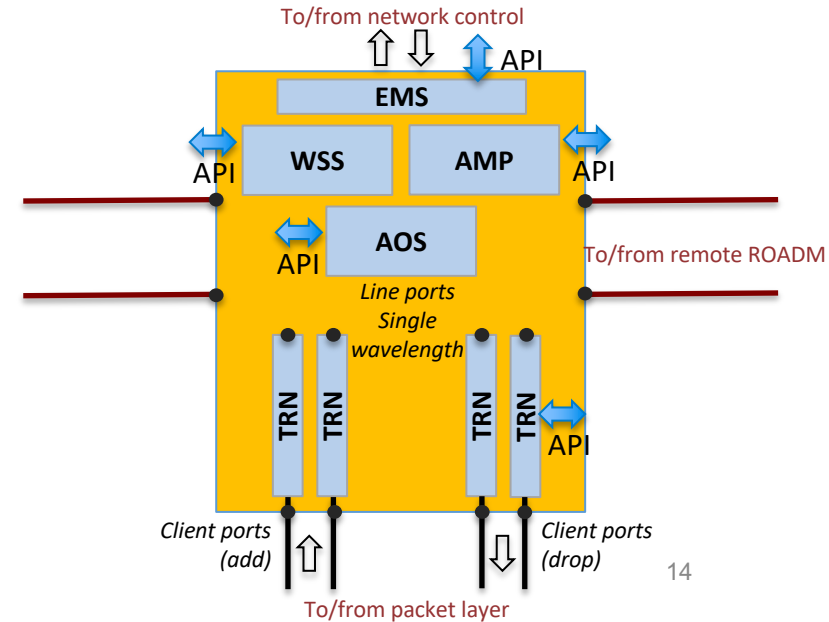 To/from network control
API
EMS
WSS
AMP
API
API
AOS
API
To/from remote ROADM
Line ports
Single
wavelength
TRN
TRN
TRN
TRN
API
Client ports
(add)
Client ports
(drop)
14
To/from packet layer